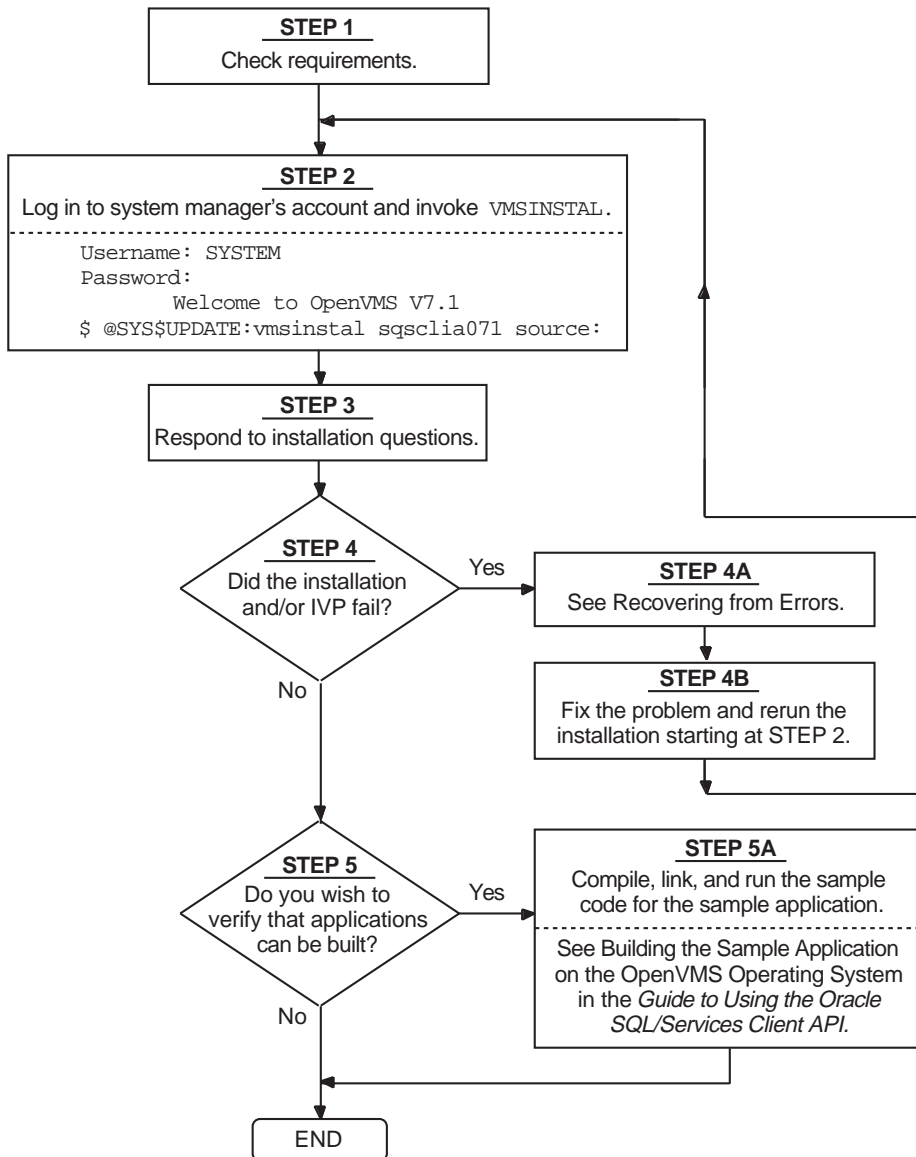 STEP 1
Check requirements.
STEP 2
Log in to system manager's account and invoke VMSINSTAL.
Username: SYSTEM
Password:
Welcome to OpenVMS V7.1
$ @SYS$UPDATE:vmsinstal sqsclia071 source:
STEP 3
Respond to installation questions.
STEP 4
Did the installation
and/or IVP fail?
Yes
No
STEP 4A
See Recovering from Errors.
STEP 4B
Fix the problem and rerun the
installation starting at STEP 2.
STEP 5
Do you wish to
verify that applications
can be built?
Yes
No
STEP 5A
Compile, link, and run the sample
code for the sample application.
See Building the Sample Application
on the OpenVMS Operating System
in the Guide to Using the Oracle
SQL/Services Client API.
END